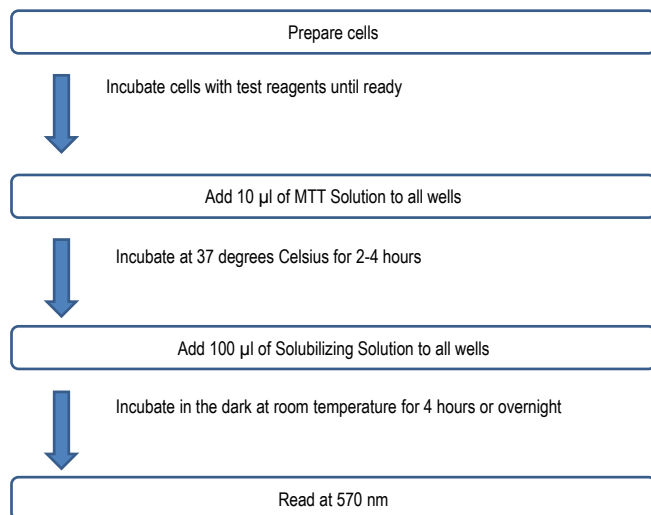 Prepare cells
Incubate cells with test reagents until ready
Add 10 µl of MTT Solution to all wells
Incubate at 37 degrees Celsius for 2-4 hours
Add 100 µl of Solubilizing Solution to all wells
Incubate in the dark at room temperature for 4 hours or overnight
Read at 570 nm